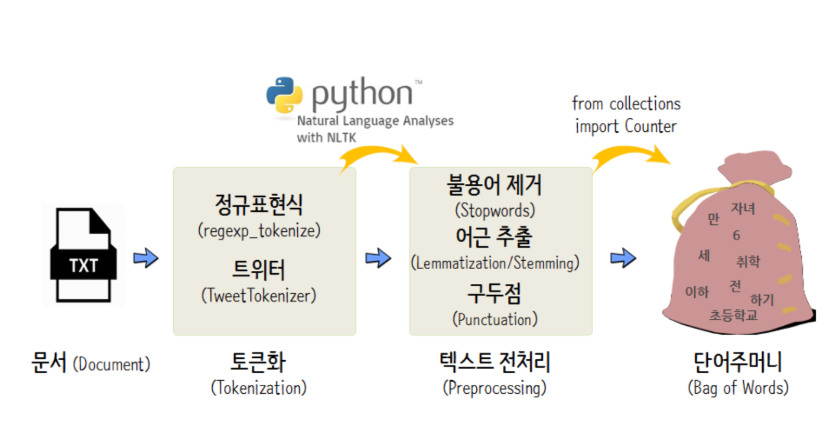 python™
Natural Language Analyses
with NLTK
from collections
import Counter
TXT
문서 (Document)
정규표현식
(regexp_tokenize)
트위터
(TweetTokenizer)
토큰화
(Tokenization)
불용어 제거
(Stopwords)
어근 추출
(Lemmatization/Stemming)
구두점
(Punctuation)
텍스트 전처리
(Preprocessing)
만 자녀
6
세 취학
이하 전 하기
초등학교
단어주머니
(Bag of Words)